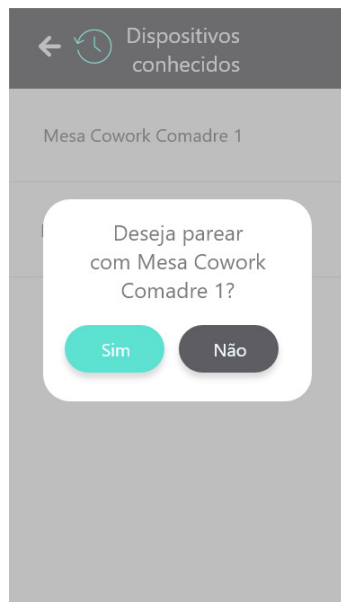 Dispositivos
conhecidos
Mesa Cowork Comadre 1
Deseja parear
com Mesa Cowork
Comadre 1?
Sim
Não